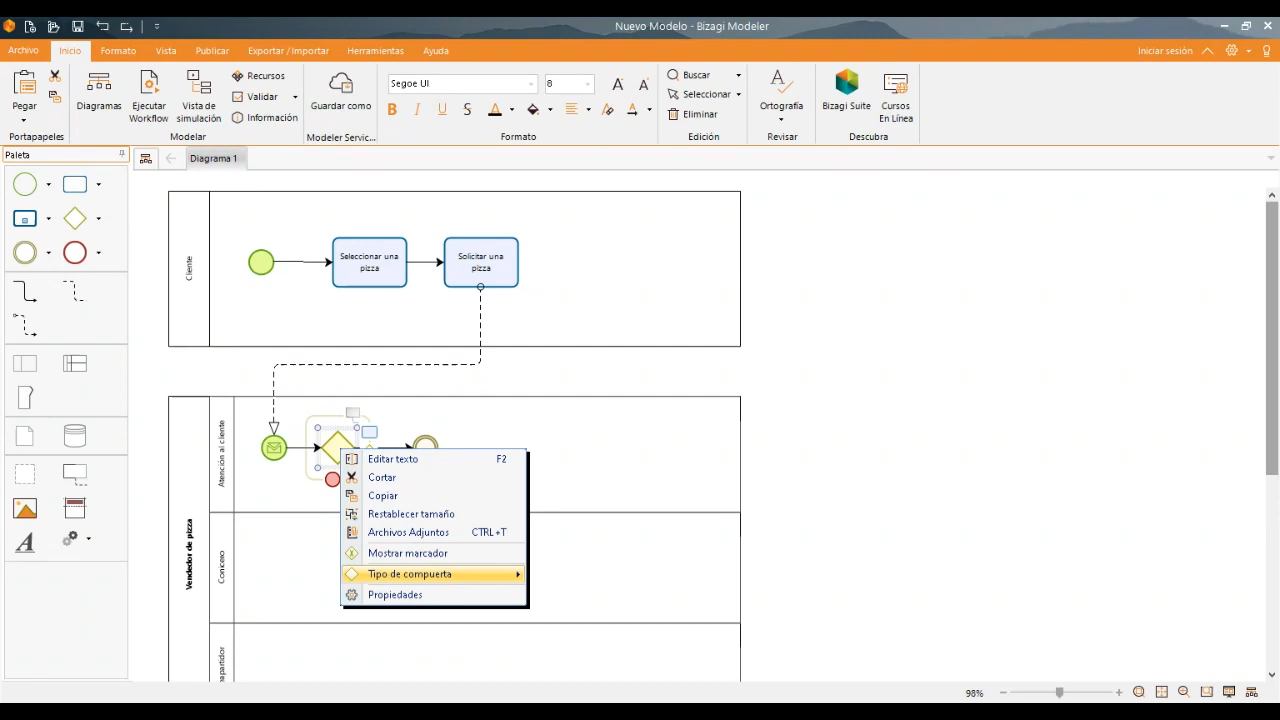 Nuevo Modelo - Bizagi Modeler
Archivo Inicio Formato Vista Publicar Exportar / Importar Herramientas Ayuda Iniciar sesión
Pegar
Portapapeles
Diagramas
Ejecutar
Workflow
Vista de
simulación
Recursos
Validar
Información
Modelar
Guardar como
Modeler Servic...
Segoe UI 8
B I U S A A
Formato
Buscar
Seleccionar
Eliminar
Edición
Ortografía
Revisar
Bizagi Suite
Cursos
En Línea
Descubra
Paleta
Diagrama 1
Cliente
Seleccionar una
pizza
Solicitar una
pizza
Vendedor de pizza
Atención al cliente
Cocicero
Editar texto F2
Cortar
Copiar
Restablecer tamaño
Archivos Adjuntos CTRL+T
Mostrar marcador
Tipo de compuerta
Propiedades
98%